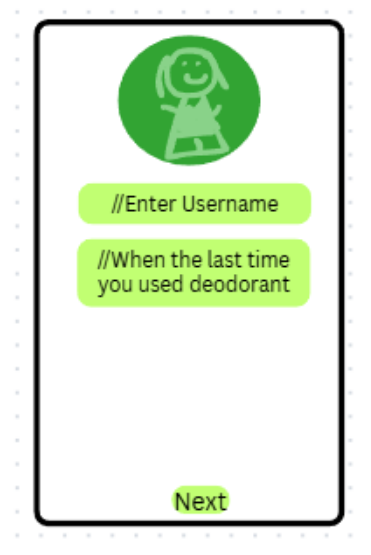 //Enter Username
//When the last time
you used deodorant
Next